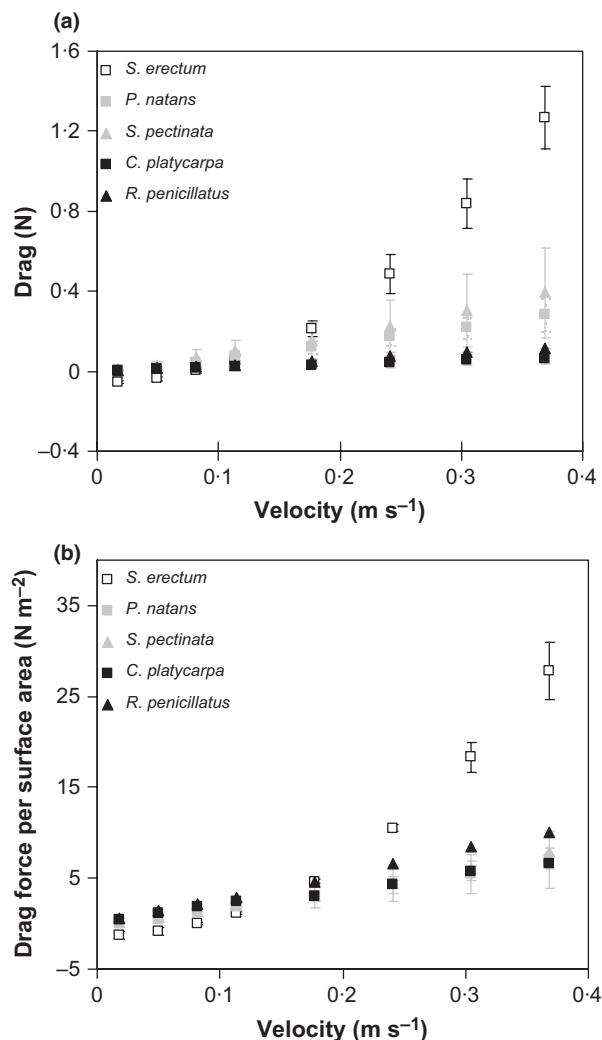 (a)
1·6
1·2
0·8
0·4
0
–0·4
Drag (N)
S. erectum
P. natans
S. pectinata
C. platycarpa
R. penicillatus
0
0·1
0·2
0·3
0·4
Velocity (m s–1)
(b)
35
25
15
5
–5
Drag force per surface area (N m–2)
S. erectum
P. natans
S. pectinata
C. platycarpa
R. penicillatus
0
0·1
0·2
0·3
0·4
Velocity (m s–1)